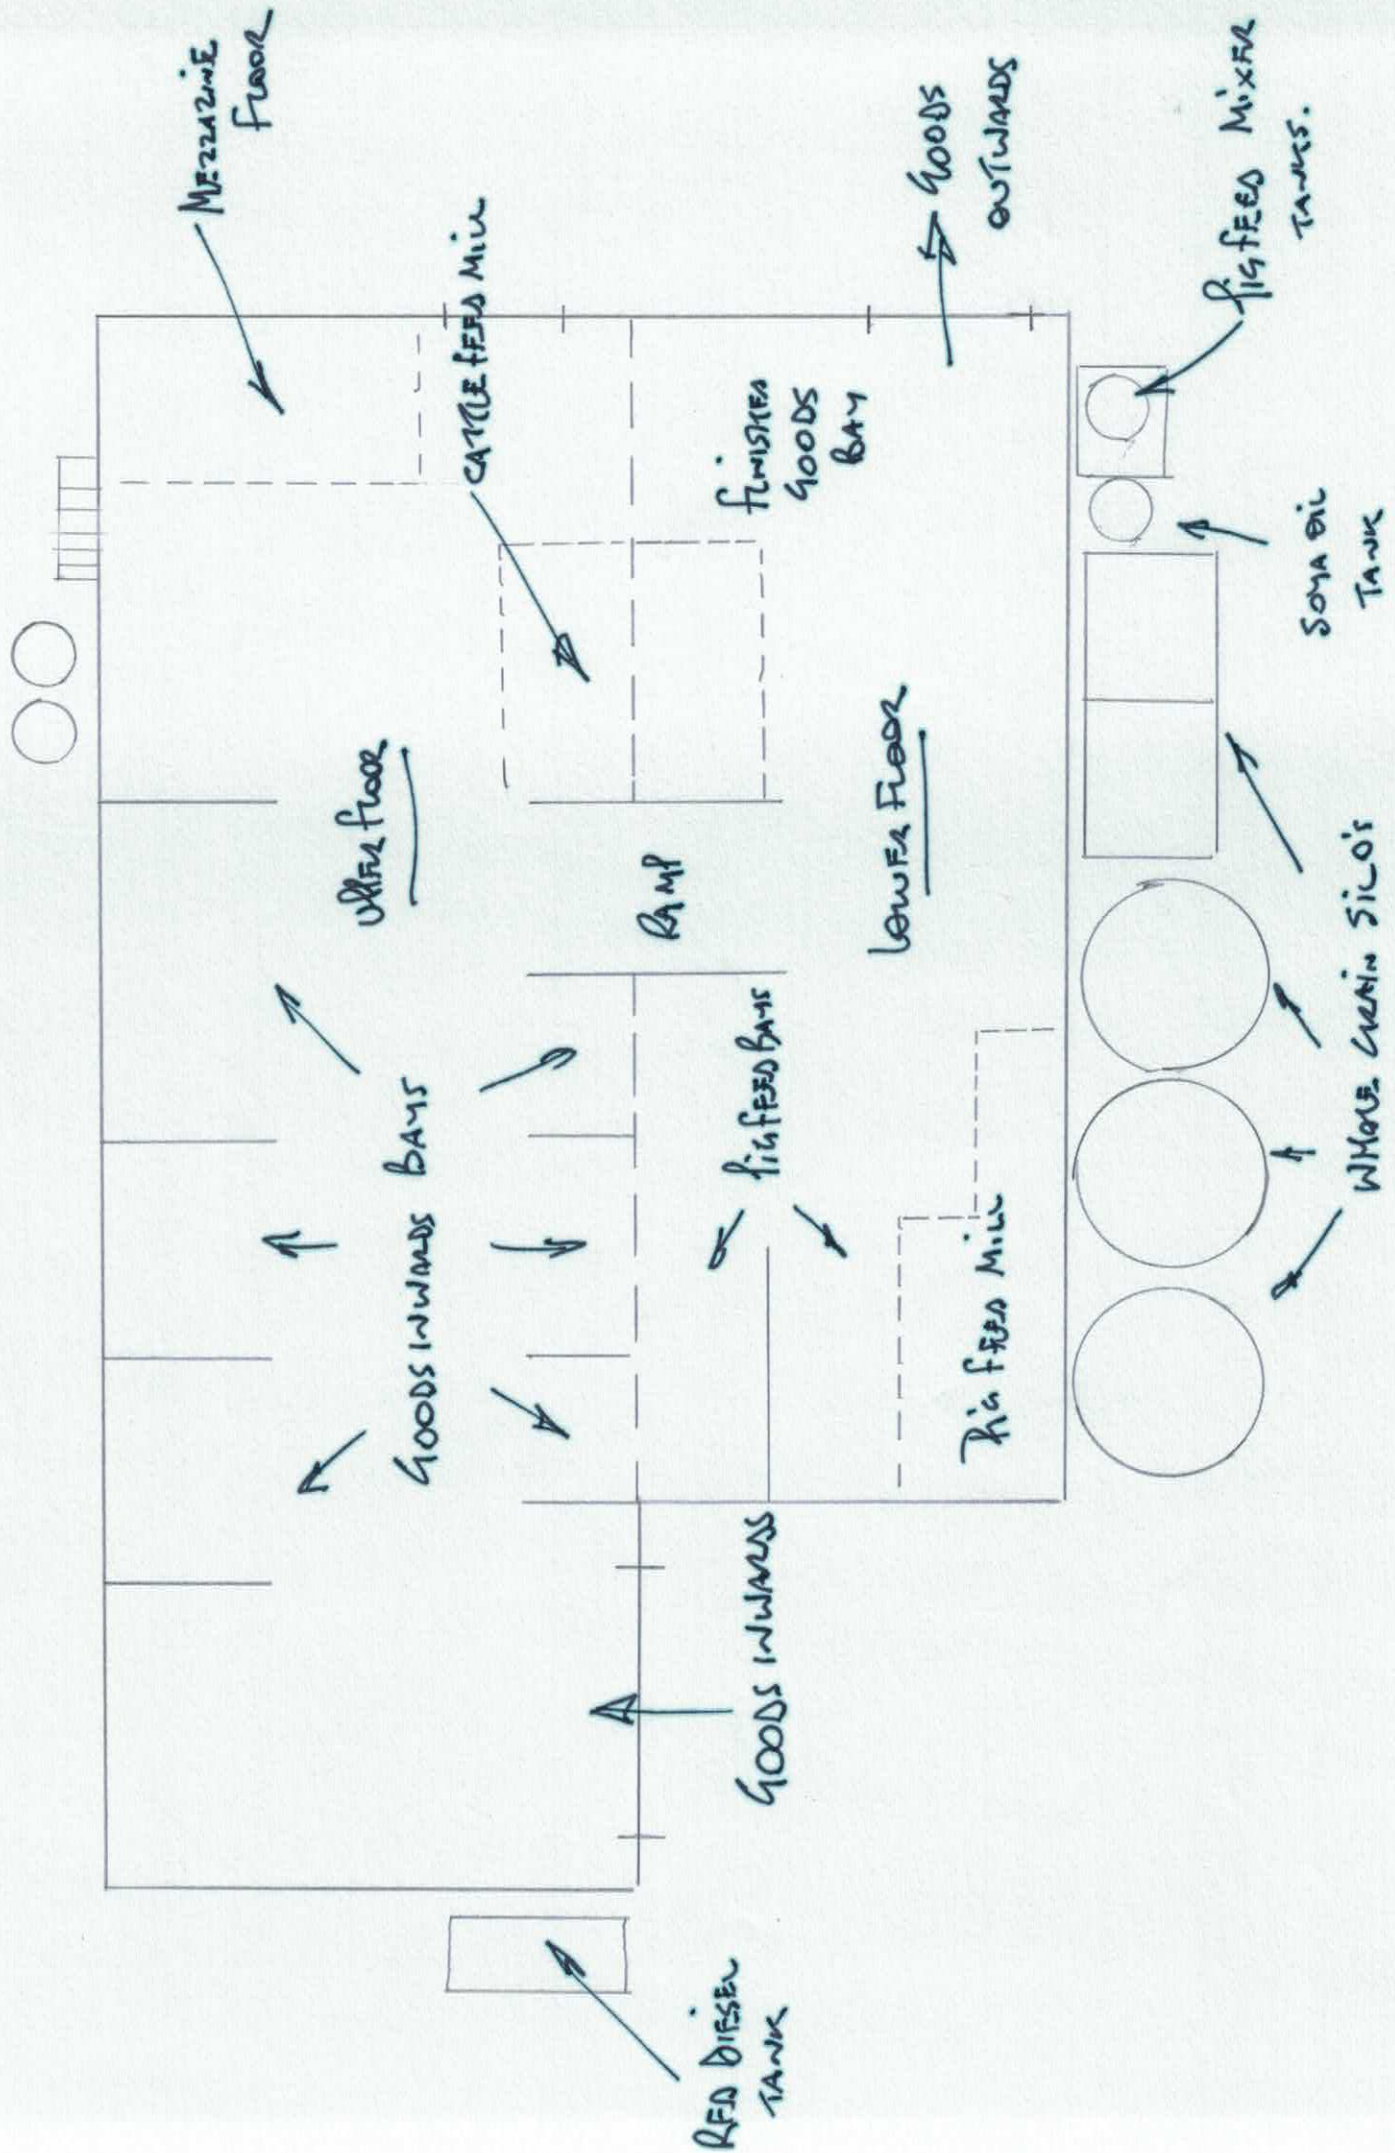 MEZZAZINE
FLOOR
CATTLE FEED MILL
GOODS
OUTWARDS
PIGFEED MIXER
TANKS.
FINISHED
GOODS
BAY
SOYA OIL
TANK
UPPER FLOOR
RAMP
LOWER FLOOR
GOODS INWARDS BAYS
PIGFEED BAYS
PIG FEED MILL
WHOLE GRAIN SILO'S
GOODS INWARDS
RED DIESEL
TANK